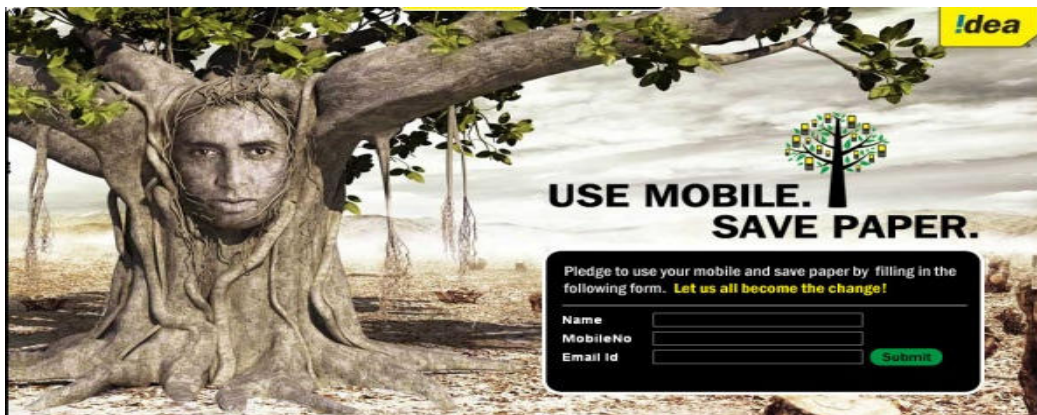 !dea
USE MOBILE.
SAVE PAPER.
Pledge to use your mobile and save paper by filling in the
following form. Let us all become the change!
Name
MobileNo
Email Id
Submit